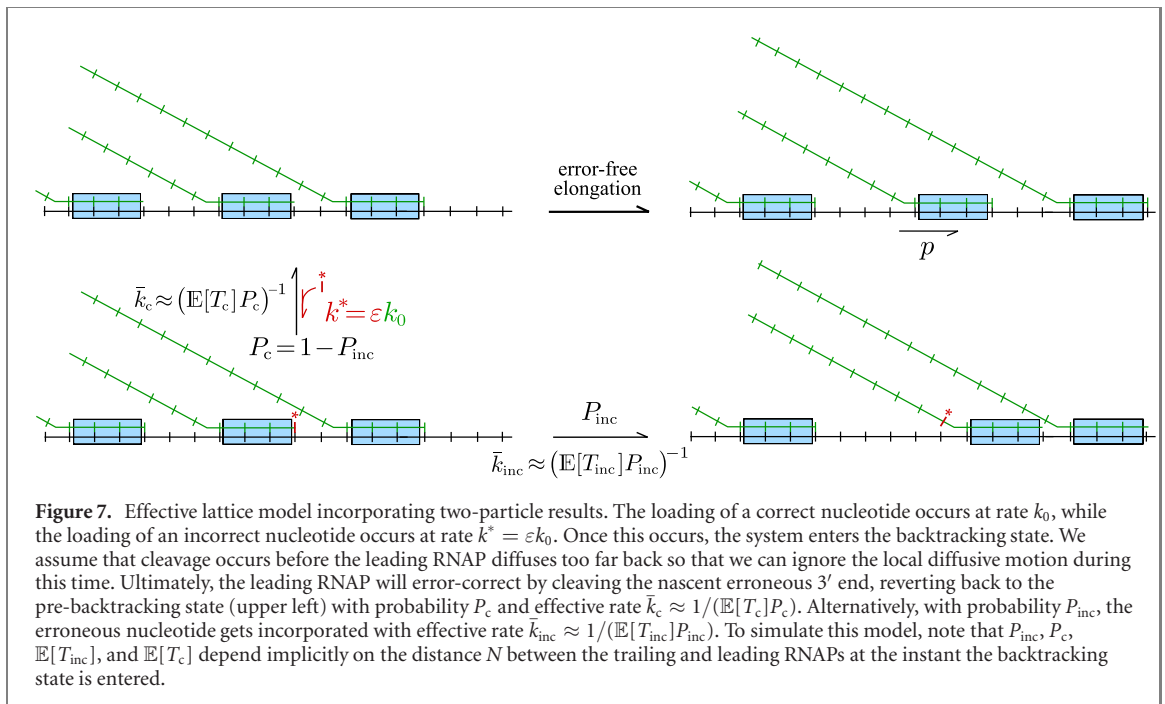 error-free
elongation
p
k̄c≈(𝔼[Tc]Pc)⁻¹
*
k*=εk0
Pc=1−Pinc
*
Pinc
k̄inc≈(𝔼[Tinc]Pinc)⁻¹
*
Figure 7. Effective lattice model incorporating two-particle results. The loading of a correct nucleotide occurs at rate k0, while
the loading of an incorrect nucleotide occurs at rate k* = εk0. Once this occurs, the system enters the backtracking state. We
assume that cleavage occurs before the leading RNAP diffuses too far back so that we can ignore the local diffusive motion during
this time. Ultimately, the leading RNAP will error-correct by cleaving the nascent erroneous 3′ end, reverting back to the
pre-backtracking state (upper left) with probability Pc and effective rate k̄c ≈ 1/(𝔼[Tc]Pc). Alternatively, with probability Pinc, the
erroneous nucleotide gets incorporated with effective rate k̄inc ≈ 1/(𝔼[Tinc]Pinc). To simulate this model, note that Pinc, Pc,
𝔼[Tinc], and 𝔼[Tc] depend implicitly on the distance N between the trailing and leading RNAPs at the instant the backtracking
state is entered.